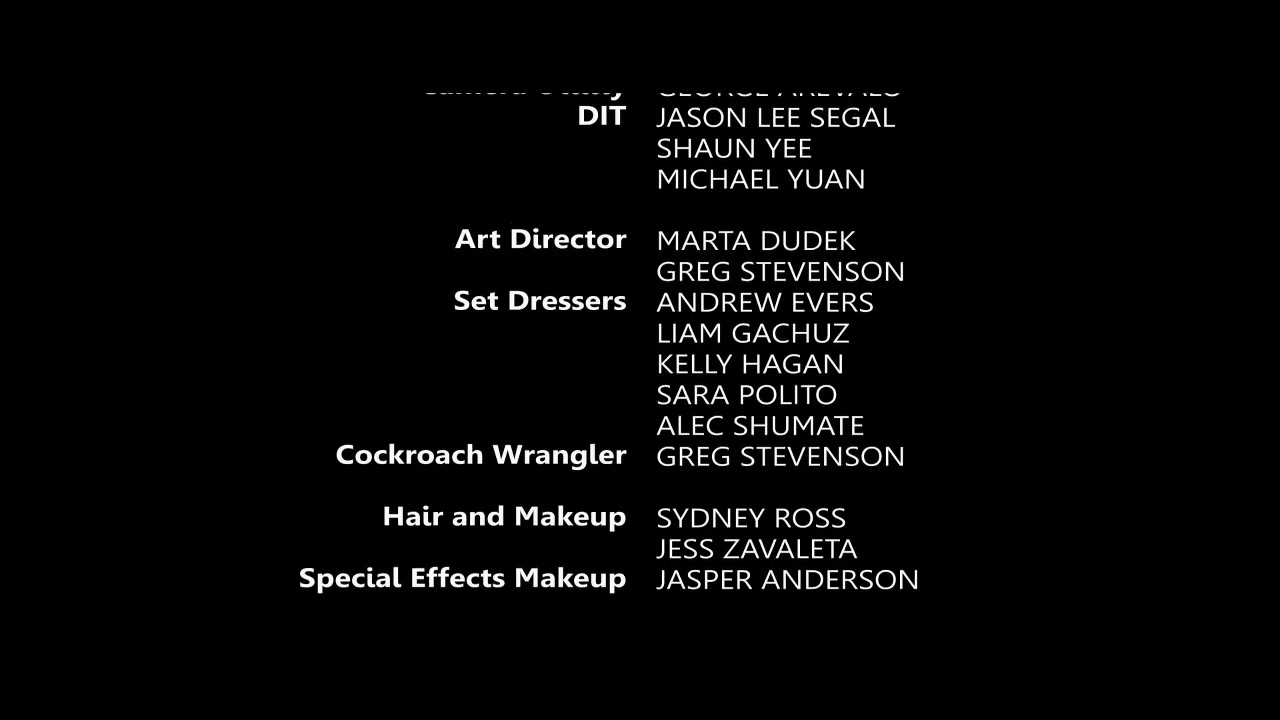 DIT JASON LEE SEGAL
SHAUN YEE
MICHAEL YUAN
Art Director MARTA DUDEK
GREG STEVENSON
Set Dressers ANDREW EVERS
LIAM GACHUZ
KELLY HAGAN
SARA POLITO
ALEC SHUMATE
Cockroach Wrangler GREG STEVENSON
Hair and Makeup SYDNEY ROSS
JESS ZAVALETA
Special Effects Makeup JASPER ANDERSON